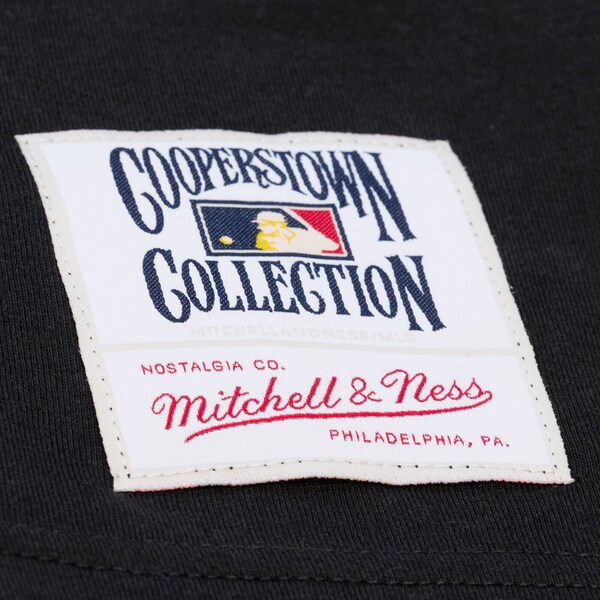 COOPERSTOWN
COLLECTION
MITCHELLANDNESS/MLB
NOSTALGIA CO.
Mitchell & Ness
PHILADELPHIA, PA.